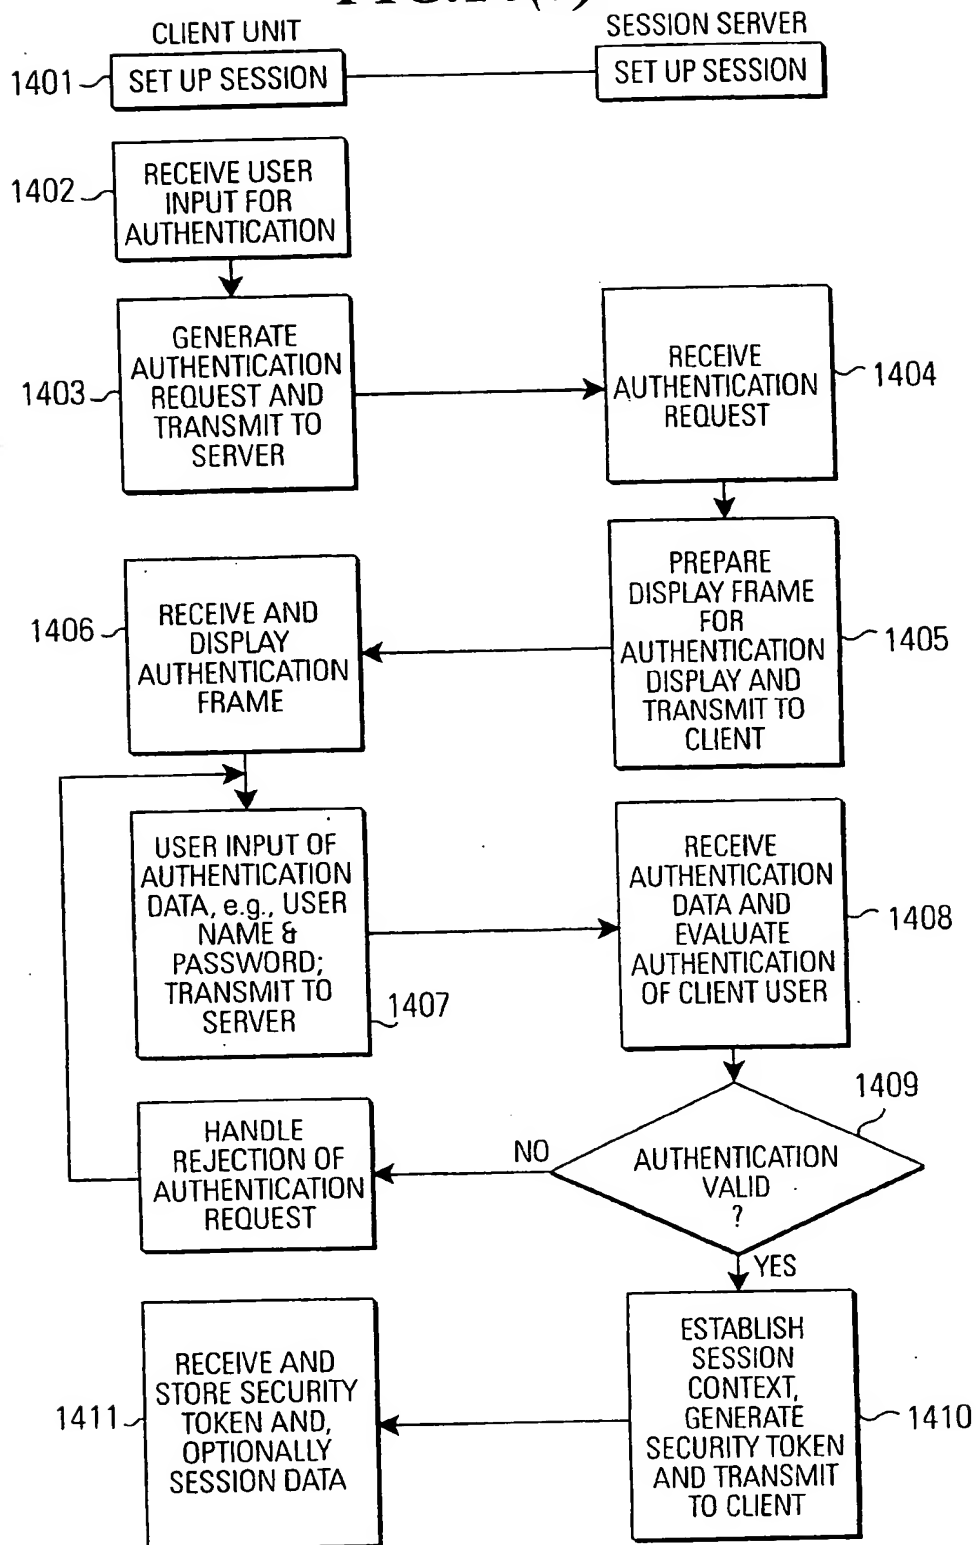 CLIENT UNIT
SESSION SERVER
1401
SET UP SESSION
SET UP SESSION
1402
RECEIVE USER
INPUT FOR
AUTHENTICATION
1403
GENERATE
AUTHENTICATION
REQUEST AND
TRANSMIT TO
SERVER
RECEIVE
AUTHENTICATION
REQUEST
1404
PREPARE
DISPLAY FRAME
FOR
AUTHENTICATION
DISPLAY AND
TRANSMIT TO
CLIENT
1405
1406
RECEIVE AND
DISPLAY
AUTHENTICATION
FRAME
USER INPUT OF
AUTHENTICATION
DATA, e.g., USER
NAME &
PASSWORD;
TRANSMIT TO
SERVER
1407
RECEIVE
AUTHENTICATION
DATA AND
EVALUATE
AUTHENTICATION
OF CLIENT USER
1408
1409
AUTHENTICATION
VALID
?
NO
HANDLE
REJECTION OF
AUTHENTICATION
REQUEST
YES
ESTABLISH
SESSION
CONTEXT,
GENERATE
SECURITY TOKEN
AND TRANSMIT
TO CLIENT
1410
1411
RECEIVE AND
STORE SECURITY
TOKEN AND,
OPTIONALLY
SESSION DATA